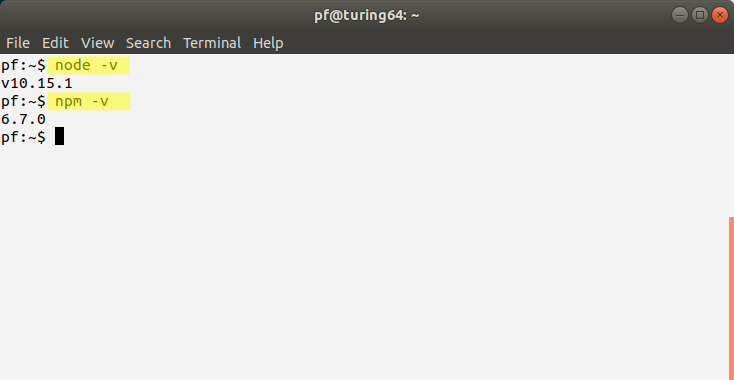 pf@turing64: ~
File Edit View Search Terminal Help
pf:~$ node -v
v10.15.1
pf:~$ npm -v
6.7.0
pf:~$